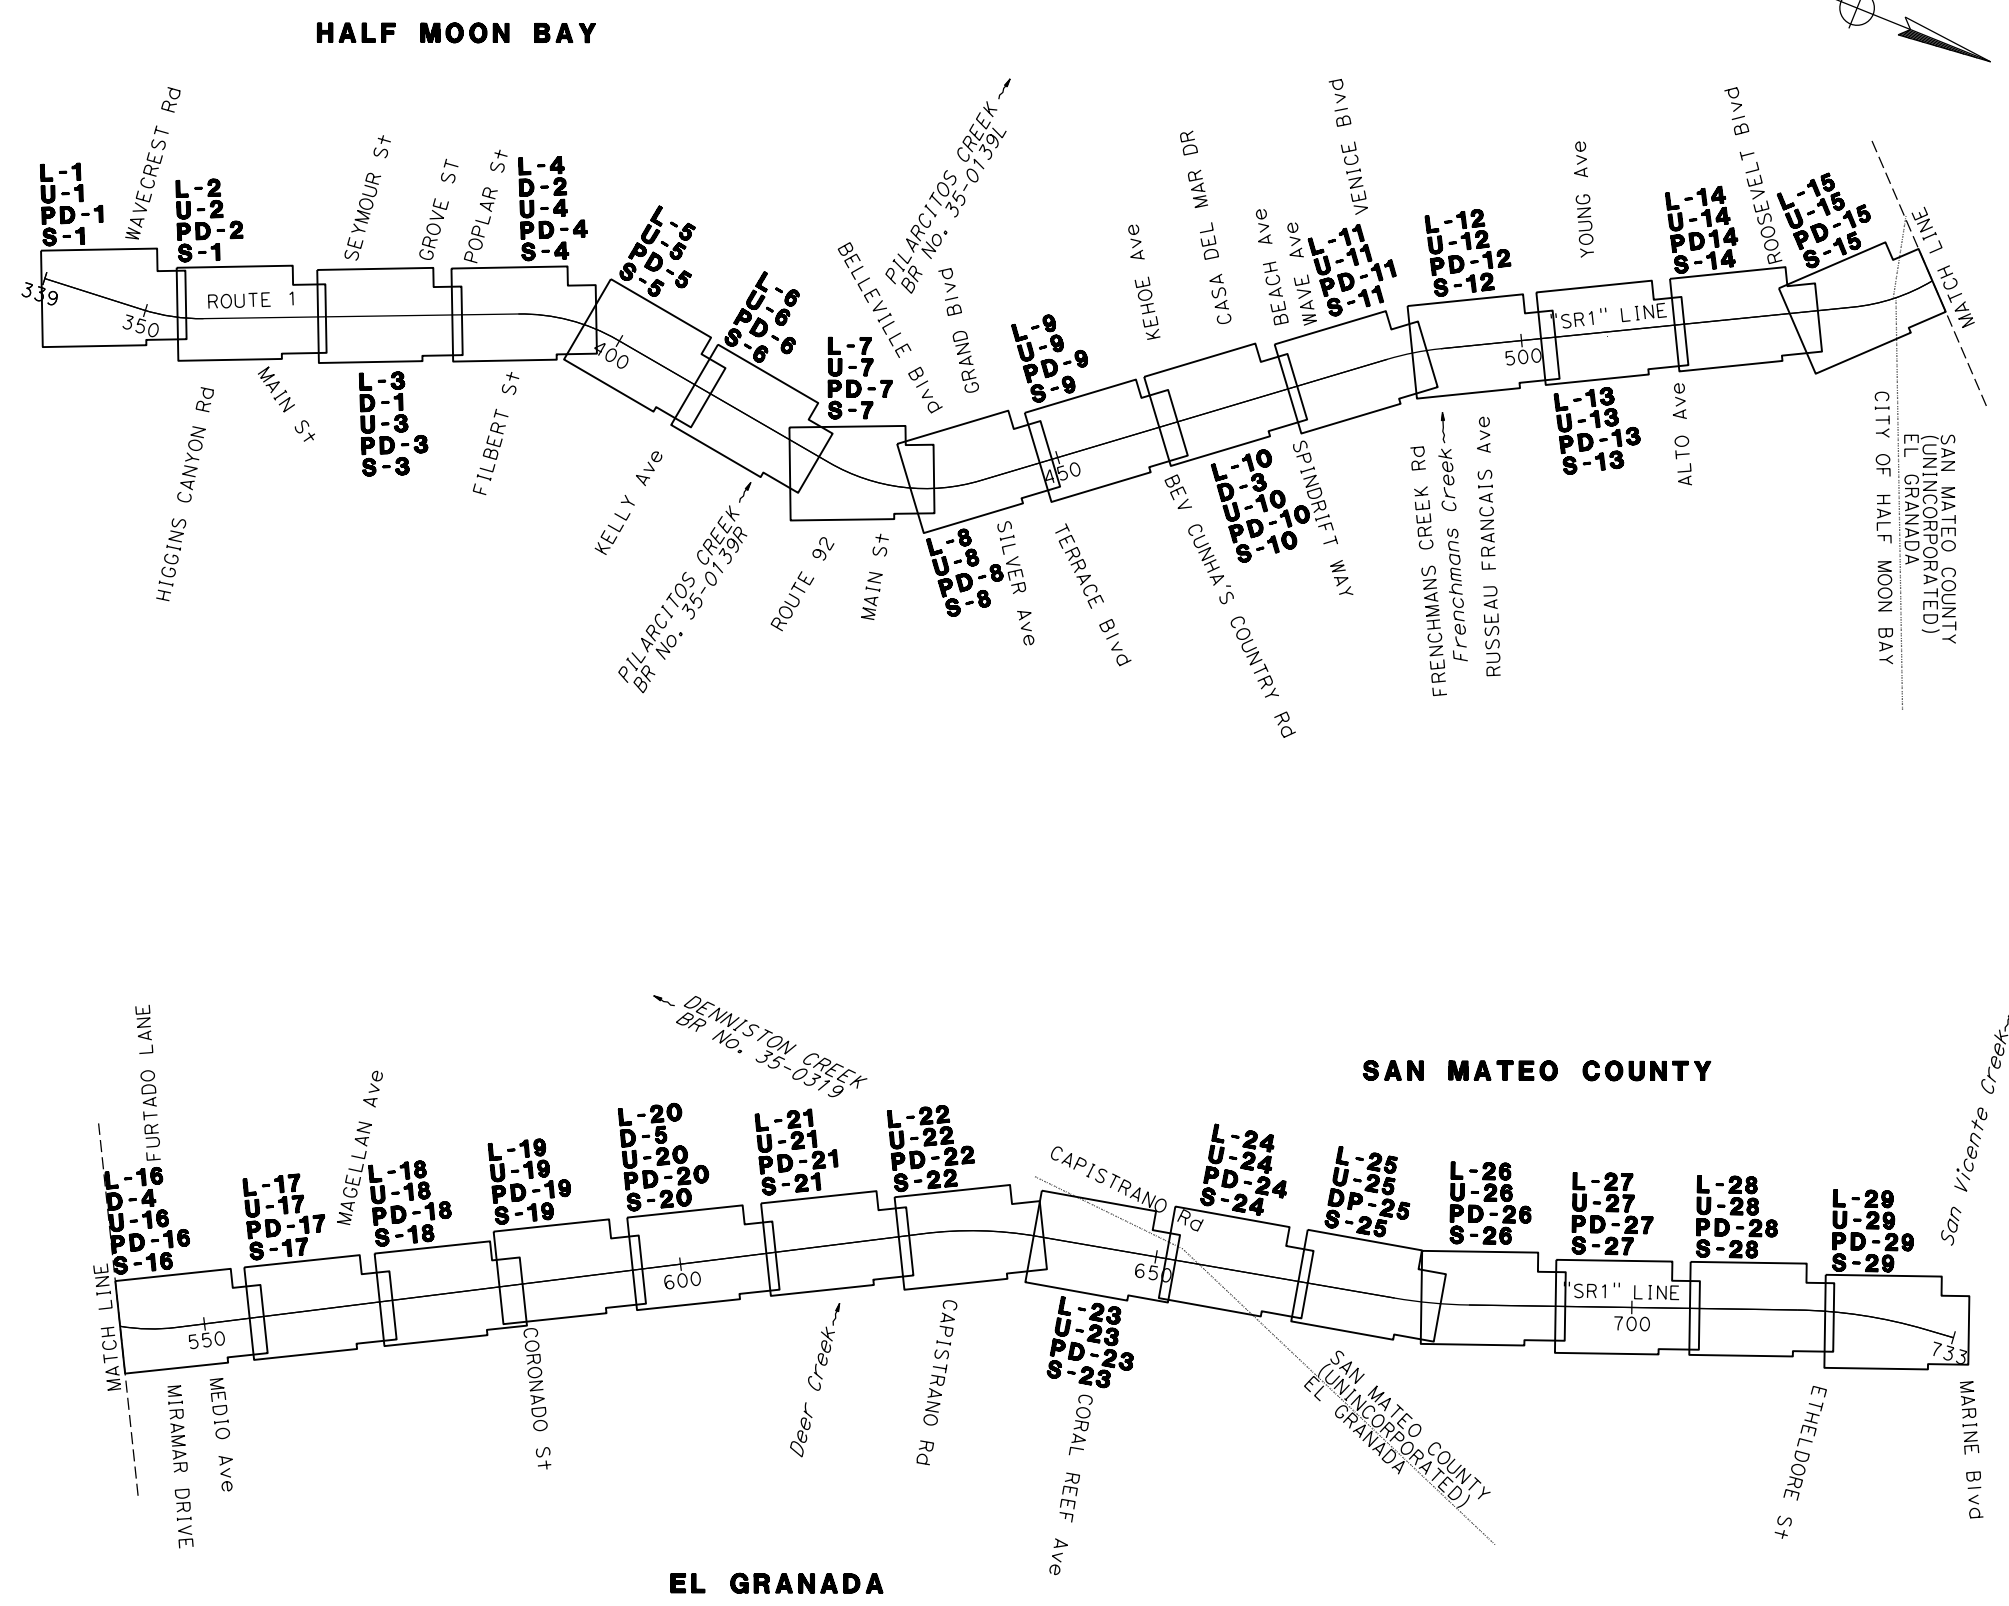 HALF MOON BAY
WAVECREST Rd
L-1
U-1
PD-1
S-1
L-2
U-2
PD-2
S-1
SEYMOUR St
GROVE ST
POPLAR St
L-4
D-2
U-4
PD-4
S-4
L-5
U-5
PD-5
S-5
L-6
U-6
PD-6
S-6
L-7
U-7
PD-7
S-7
BELLEVILLE Blvd
PILARCITOS CREEK
BR No. 35-0139L
GRAND Blvd
L-9
U-9
PD-9
S-9
KEHOE Ave
CASA DEL MAR DR
BEACH Ave
WAVE Ave
VENICE Blvd
L-11
U-11
PD-11
S-11
L-12
U-12
PD-12
S-12
YOUNG Ave
L-14
U-14
PD14
S-14
ROOSEVELT Blvd
L-15
U-15
PD-15
S-15
MATCH LINE
339
350
ROUTE 1
400
450
500
"SR1" LINE
HIGGINS CANYON Rd
MAIN St
L-3
D-1
U-3
PD-3
S-3
FILBERT St
KELLY Ave
PILARCITOS CREEK
BR No. 35-0139R
ROUTE 92
MAIN St
L-8
U-8
PD-8
S-8
SILVER Ave
TERRACE Blvd
BEV CUNHA'S COUNTRY Rd
L-10
D-3
U-10
PD-10
S-10
SPINDRIFT WAY
FRENCHMANS CREEK Rd
Frenchmans Creek
RUSSEAU FRANCAIS Ave
L-13
U-13
PD-13
S-13
ALTO Ave
CITY OF HALF MOON BAY
SAN MATEO COUNTY
(UNINCORPORATED)
EL GRANADA
DENNISTON CREEK
BR No. 35-0319
SAN MATEO COUNTY
San Vicente Creek
FURTADO LANE
L-16
D-4
U-16
PD-16
S-16
L-17
U-17
PD-17
S-17
MAGELLAN Ave
L-18
U-18
PD-18
S-18
L-19
U-19
PD-19
S-19
L-20
D-5
U-20
PD-20
S-20
L-21
U-21
PD-21
S-21
L-22
U-22
PD-22
S-22
CAPISTRANO Rd
L-24
U-24
PD-24
S-24
L-25
U-25
DP-25
S-25
L-26
U-26
PD-26
S-26
L-27
U-27
PD-27
S-27
L-28
U-28
PD-28
S-28
L-29
U-29
PD-29
S-29
MATCH LINE
550
600
650
"SR1" LINE
700
733
MIRAMAR DRIVE
MEDIO Ave
CORONADO St
Deer Creek
CAPISTRANO Rd
L-23
U-23
PD-23
S-23
CORAL REEF Ave
SAN MATEO COUNTY
(UNINCORPORATED)
EL GRANADA
ETHELDORE St
MARINE Blvd
EL GRANADA